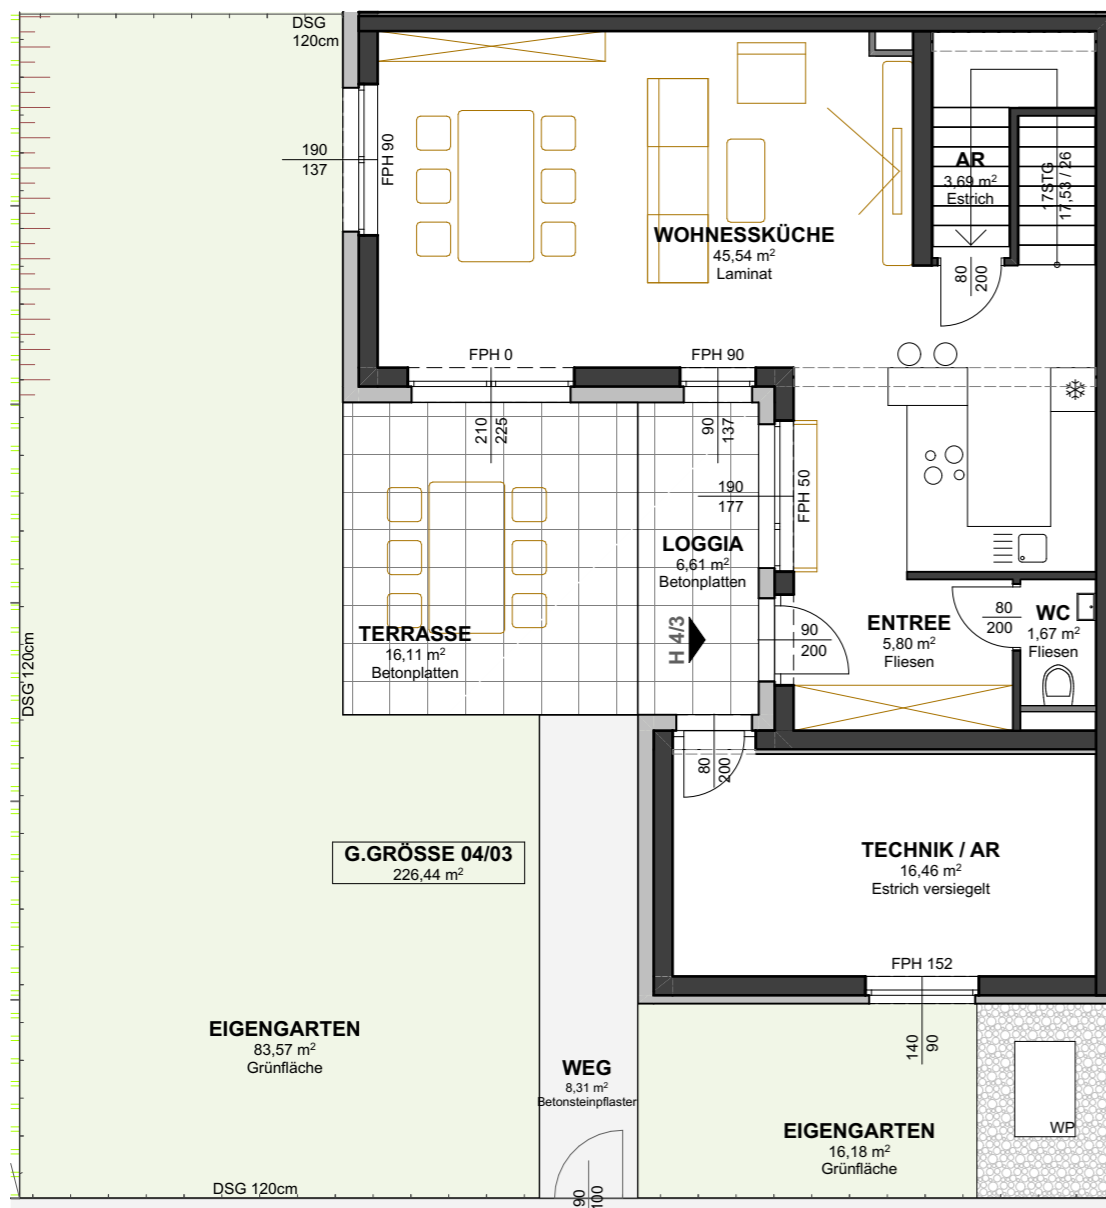 DSG
120cm
190
137
FPH 90
AR
3,69 m²
Estrich
17STG
17,53 / 26
WOHNESSKÜCHE
45,54 m²
Laminat
80
200
FPH 0
FPH 90
210
225
90
137
190
177
FPH 50
LOGGIA
6,61 m²
Betonplatten
H 4/3
TERRASSE
16,11 m²
Betonplatten
90
200
ENTREE
5,80 m²
Fliesen
80
200
WC
1,67 m²
Fliesen
DSG 120cm
80
200
G.GRÖSSE 04/03
226,44 m²
TECHNIK / AR
16,46 m²
Estrich versiegelt
FPH 152
EIGENGARTEN
83,57 m²
Grünfläche
WEG
8,31 m²
Betonsteinpflaster
140
90
EIGENGARTEN
16,18 m²
Grünfläche
WP
DSG 120cm
90
100